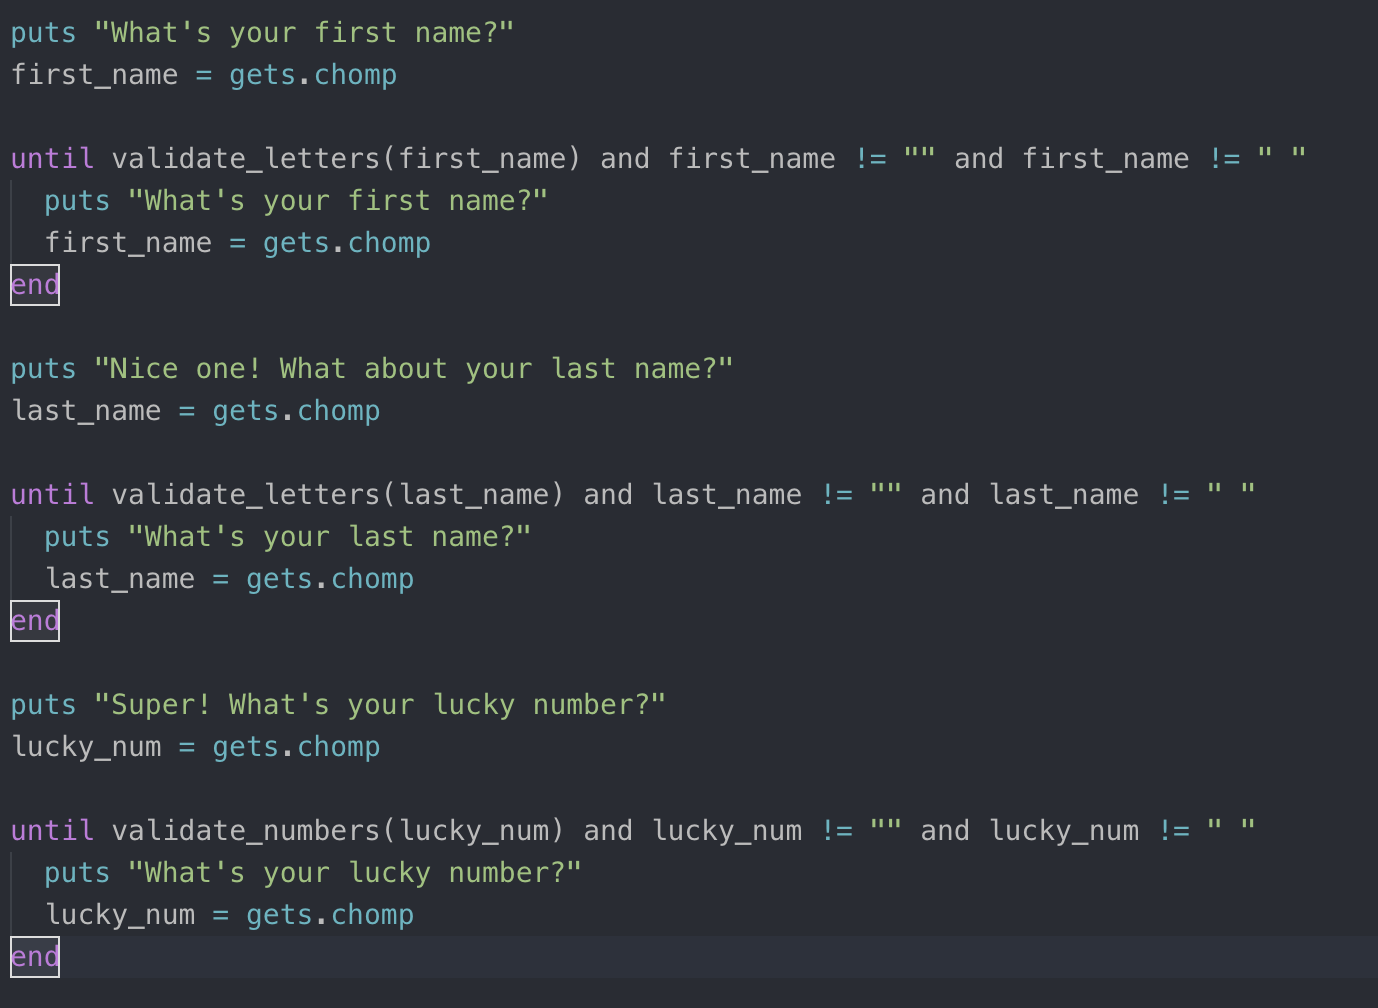 puts "What's your first name?"
first_name = gets.chomp
until validate_letters(first_name) and first_name != "" and first_name != " "
  puts "What's your first name?"
  first_name = gets.chomp
end
puts "Nice one! What about your last name?"
last_name = gets.chomp
until validate_letters(last_name) and last_name != "" and last_name != " "
  puts "What's your last name?"
  last_name = gets.chomp
end
puts "Super! What's your lucky number?"
lucky_num = gets.chomp
until validate_numbers(lucky_num) and lucky_num != "" and lucky_num != " "
  puts "What's your lucky number?"
  lucky_num = gets.chomp
end